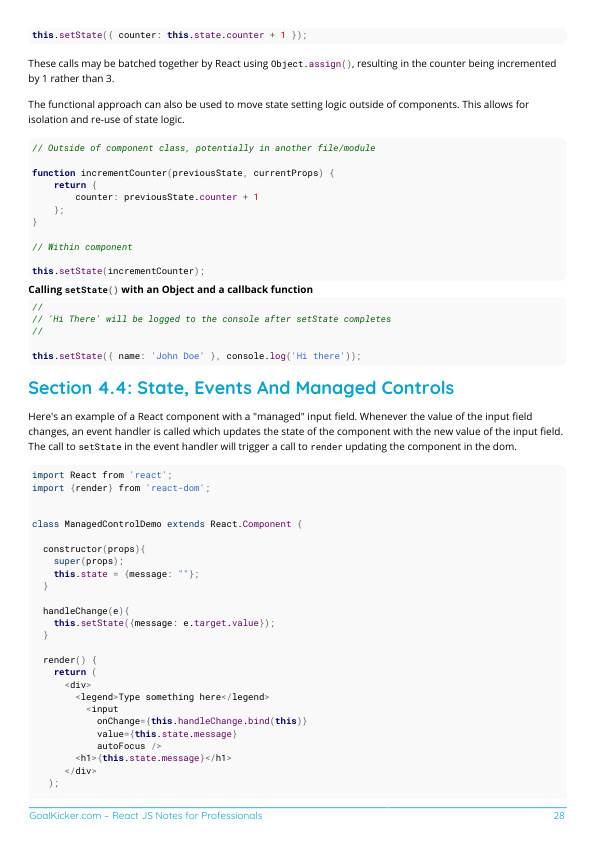 this.setState({ counter: this.state.counter + 1 });
These calls may be batched together by React using Object.assign(), resulting in the counter being incremented
by 1 rather than 3.
The functional approach can also be used to move state setting logic outside of components. This allows for
isolation and re-use of state logic.
// Outside of component class, potentially in another file/module
function incrementCounter(previousState, currentProps) {
    return {
        counter: previousState.counter + 1
    };
}
// Within component
this.setState(incrementCounter);
Calling setState() with an Object and a callback function
//
// 'Hi There' will be logged to the console after setState completes
//
this.setState({ name: 'John Doe' }, console.log('Hi there'));
Section 4.4: State, Events And Managed Controls
Here's an example of a React component with a "managed" input field. Whenever the value of the input field
changes, an event handler is called which updates the state of the component with the new value of the input field.
The call to setState in the event handler will trigger a call to render updating the component in the dom.
import React from 'react';
import {render} from 'react-dom';
class ManagedControlDemo extends React.Component {
  constructor(props){
    super(props);
    this.state = {message: ""};
  }
  handleChange(e){
    this.setState({message: e.target.value});
  }
  render() {
    return (
      <div>
        <legend>Type something here</legend>
          <input
            onChange={this.handleChange.bind(this)}
            value={this.state.message}
            autoFocus />
        <h1>{this.state.message}</h1>
      </div>
   );
GoalKicker.com – React JS Notes for Professionals
28